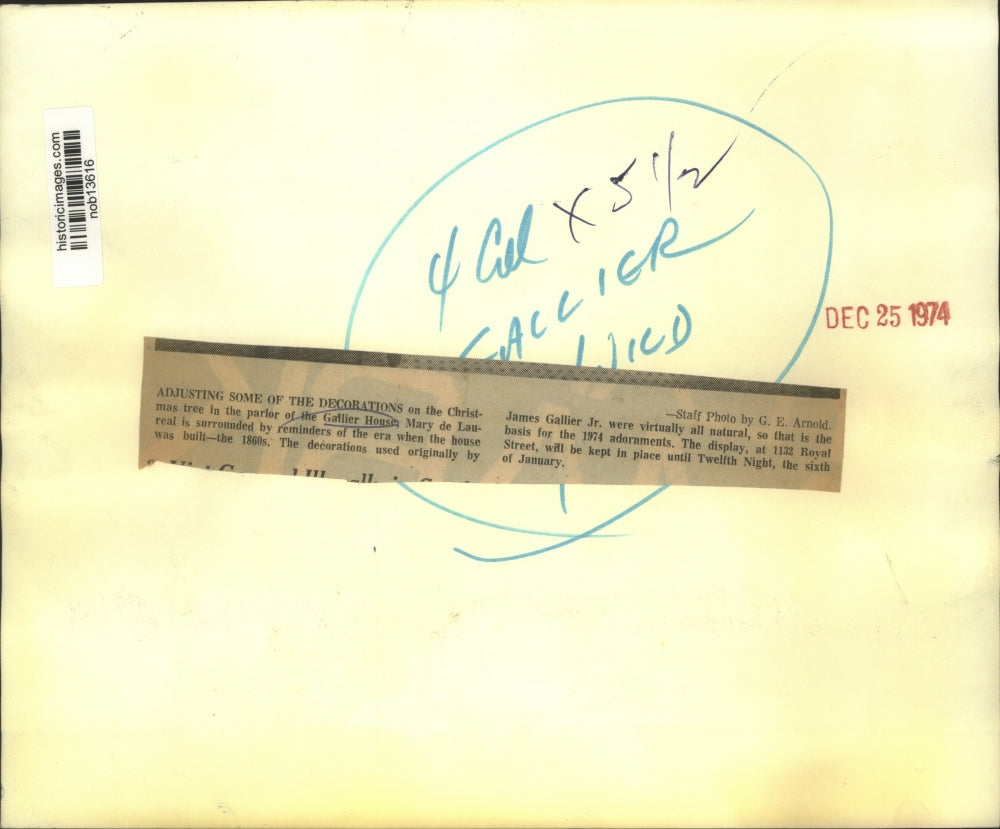 historicimages.com
nob13616
4 Col x 5 1/2
GALLIER
DEC 25 1974
ADJUSTING SOME OF THE DECORATIONS on the Christ-
mas tree in the parlor of the Gallier House, Mary de Lau-
real is surrounded by reminders of the era when the house
was built—the 1860s. The decorations used originally by
—Staff Photo by G. E. Arnold.
James Gallier Jr. were virtually all natural, so that is the
basis for the 1974 adornments. The display, at 1132 Royal
Street, will be kept in place until Twelfth Night, the sixth
of January.